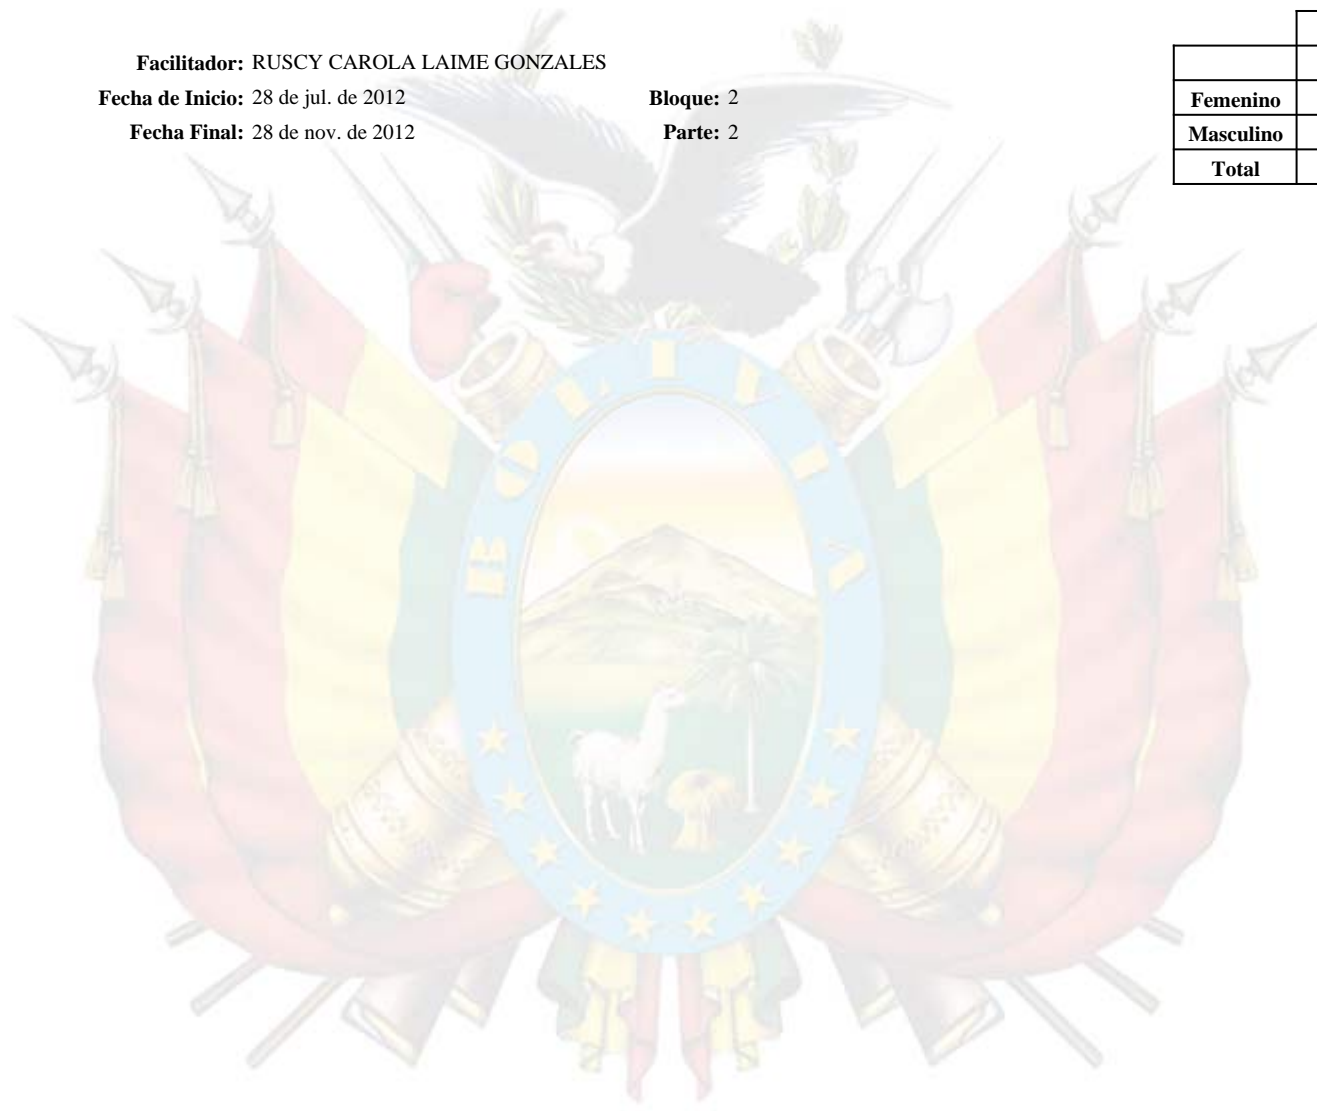 Facilitador: RUSCY CAROLA LAIME GONZALES
Fecha de Inicio: 28 de jul. de 2012 Bloque: 2
Fecha Final: 28 de nov. de 2012 Parte: 2
Femenino
Masculino
Total
BOLIVIA